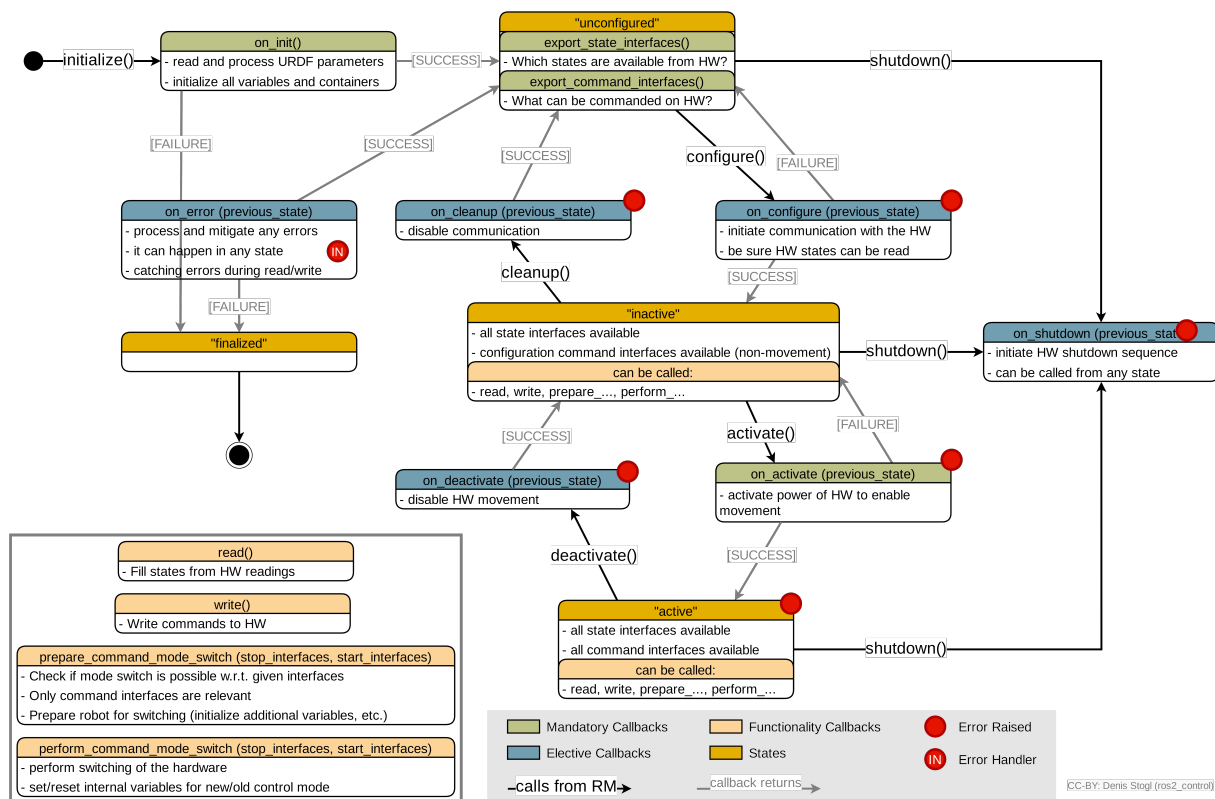 "unconfigured"
on_init()
export_state_interfaces()
initialize()
- read and process URDF parameters
[SUCCESS]
- Which states are available from HW?
shutdown()
- initialize all variables and containers
export_command_interfaces()
- What can be commanded on HW?
[FAILURE]
[SUCCESS]
[SUCCESS]
configure()
[FAILURE]
on_error (previous_state)
- process and mitigate any errors
- it can happen in any state
IN
- catching errors during read/write
on_cleanup (previous_state)
- disable communication
on_configure (previous_state)
- initiate communication with the HW
- be sure HW states can be read
cleanup()
[SUCCESS]
[FAILURE]
"finalized"
"inactive"
- all state interfaces available
- configuration command interfaces available (non-movement)
can be called:
- read, write, prepare_..., perform_...
shutdown()
on_shutdown (previous_stat
- initiate HW shutdown sequence
- can be called from any state
[SUCCESS]
activate()
[FAILURE]
on_deactivate (previous_state)
- disable HW movement
on_activate (previous_state)
- activate power of HW to enable
movement
deactivate()
[SUCCESS]
"active"
- all state interfaces available
- all command interfaces available
can be called:
- read, write, prepare_..., perform_...
shutdown()
read()
- Fill states from HW readings
write()
- Write commands to HW
prepare_command_mode_switch (stop_interfaces, start_interfaces)
- Check if mode switch is possible w.r.t. given interfaces
- Only command interfaces are relevant
- Prepare robot for switching (initialize additional variables, etc.)
perform_command_mode_switch (stop_interfaces, start_interfaces)
- perform switching of the hardware
- set/reset internal variables for new/old control mode
Mandatory Callbacks
Functionality Callbacks
Error Raised
Elective Callbacks
States
IN
Error Handler
calls from RM
callback returns
CC-BY: Denis Stogl (ros2_control)